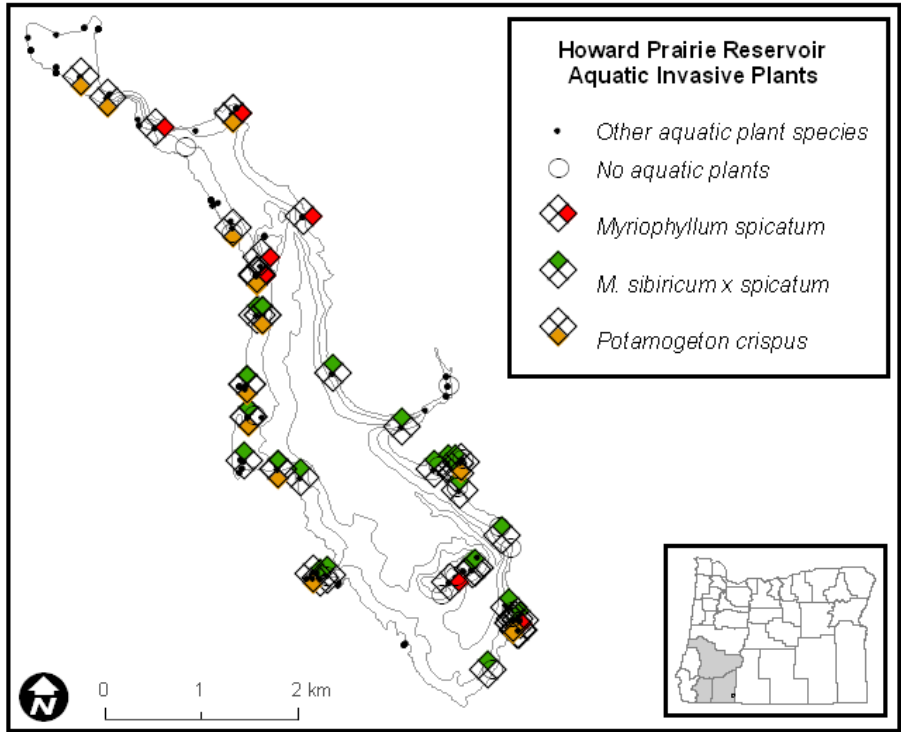 Howard Prairie Reservoir
Aquatic Invasive Plants
Other aquatic plant species
No aquatic plants
Myriophyllum spicatum
M. sibiricum x spicatum
Potamogeton crispus
N
0 1 2 km